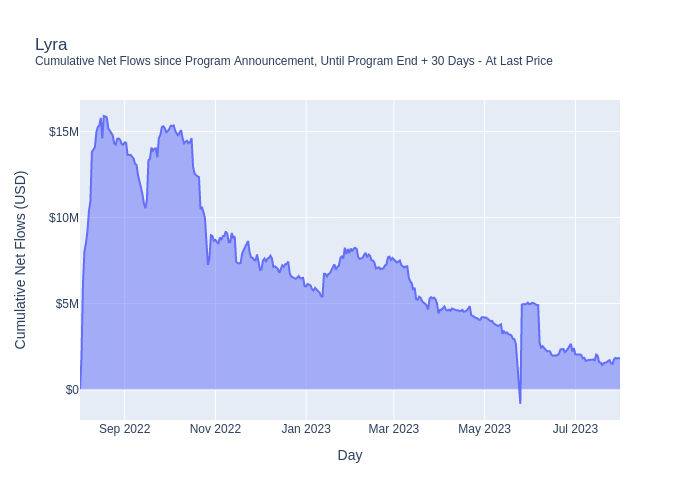 Lyra
Cumulative Net Flows since Program Announcement, Until Program End + 30 Days - At Last Price
$15M
$10M
$5M
$0
Cumulative Net Flows (USD)
Sep 2022
Nov 2022
Jan 2023
Mar 2023
May 2023
Jul 2023
Day